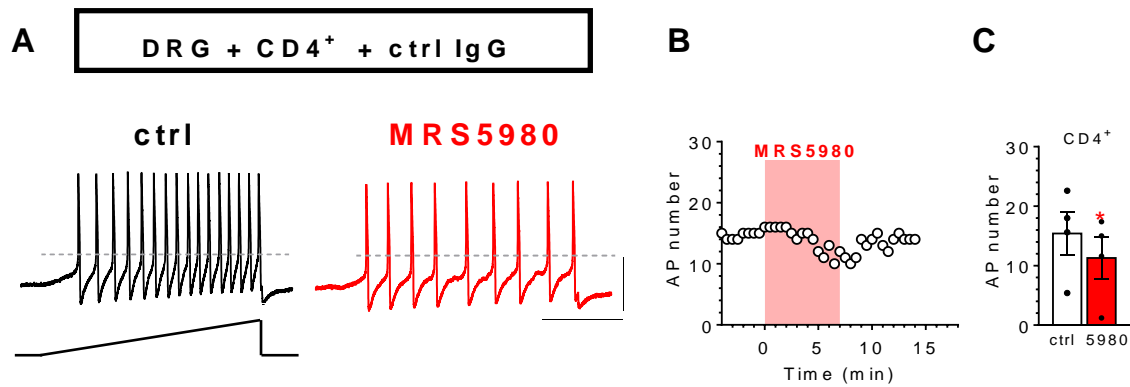 A
DRG + CD4⁺ + ctrl IgG
ctrl
MRS5980
B
MRS5980
30
20
10
0
AP number
0 5 10 15
Time (min)
C
CD4⁺
30
20
10
0
AP number
*
ctrl 5980